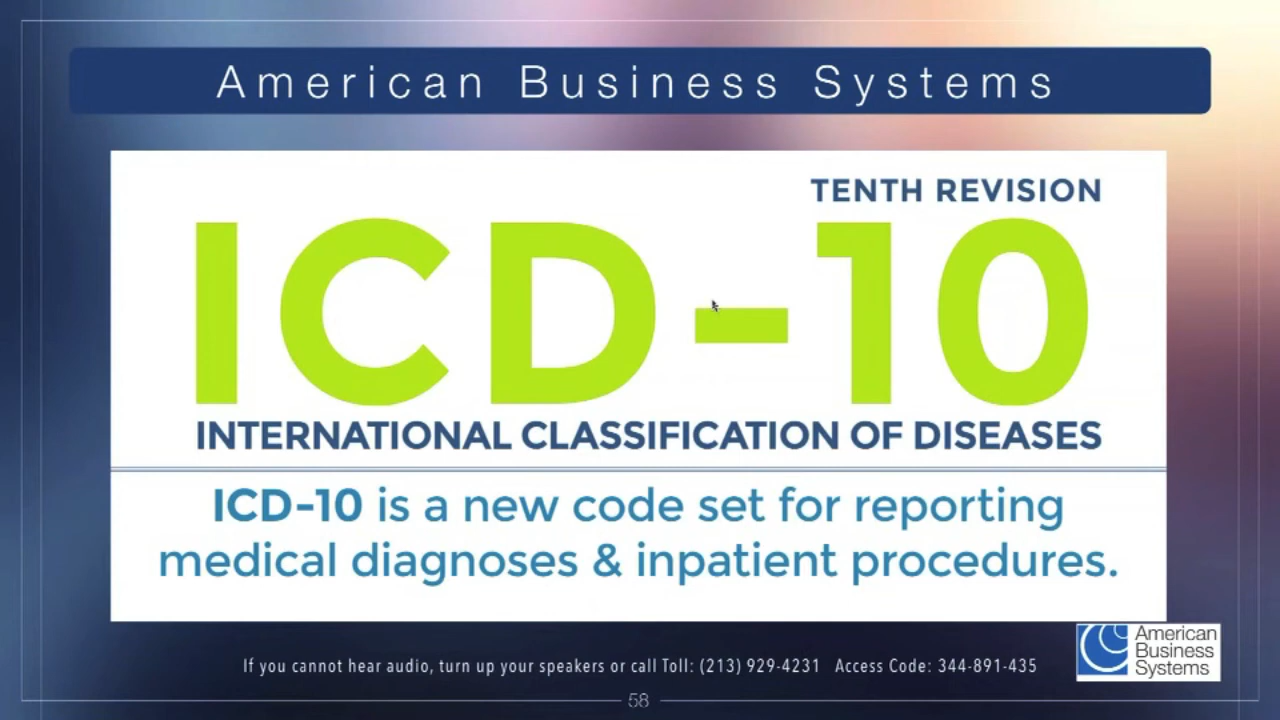 American Business Systems
TENTH REVISION
ICD-10
INTERNATIONAL CLASSIFICATION OF DISEASES
ICD-10 is a new code set for reporting
medical diagnoses & inpatient procedures.
American
Business
Systems
If you cannot hear audio, turn up your speakers or call Toll: (213) 929-4231 Access Code: 344-891-435
58